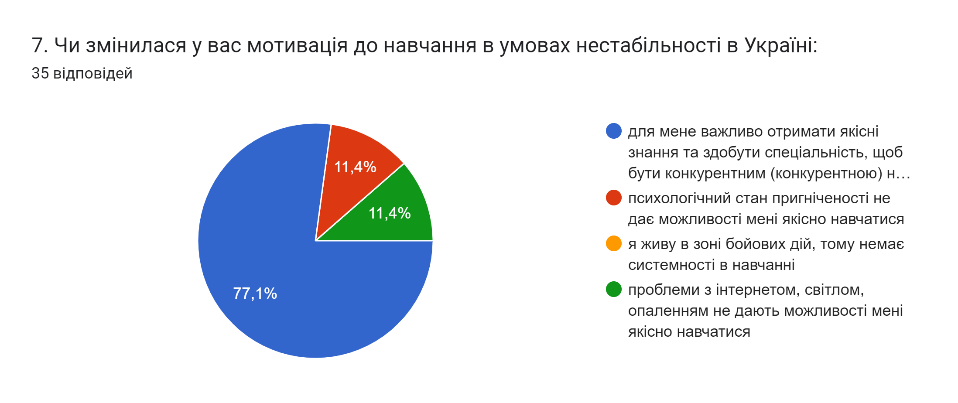 7. Чи змінилася у вас мотивація до навчання в умовах нестабільності в Україні:
35 відповідей
11,4%
11,4%
77,1%
для мене важливо отримати якісні
знання та здобути спеціальність, щоб
бути конкурентним (конкурентною) н…
психологічний стан пригніченості не
дає можливості мені якісно навчатися
я живу в зоні бойових дій, тому немає
системності в навчанні
проблеми з інтернетом, світлом,
опаленням не дають можливості мені
якісно навчатися